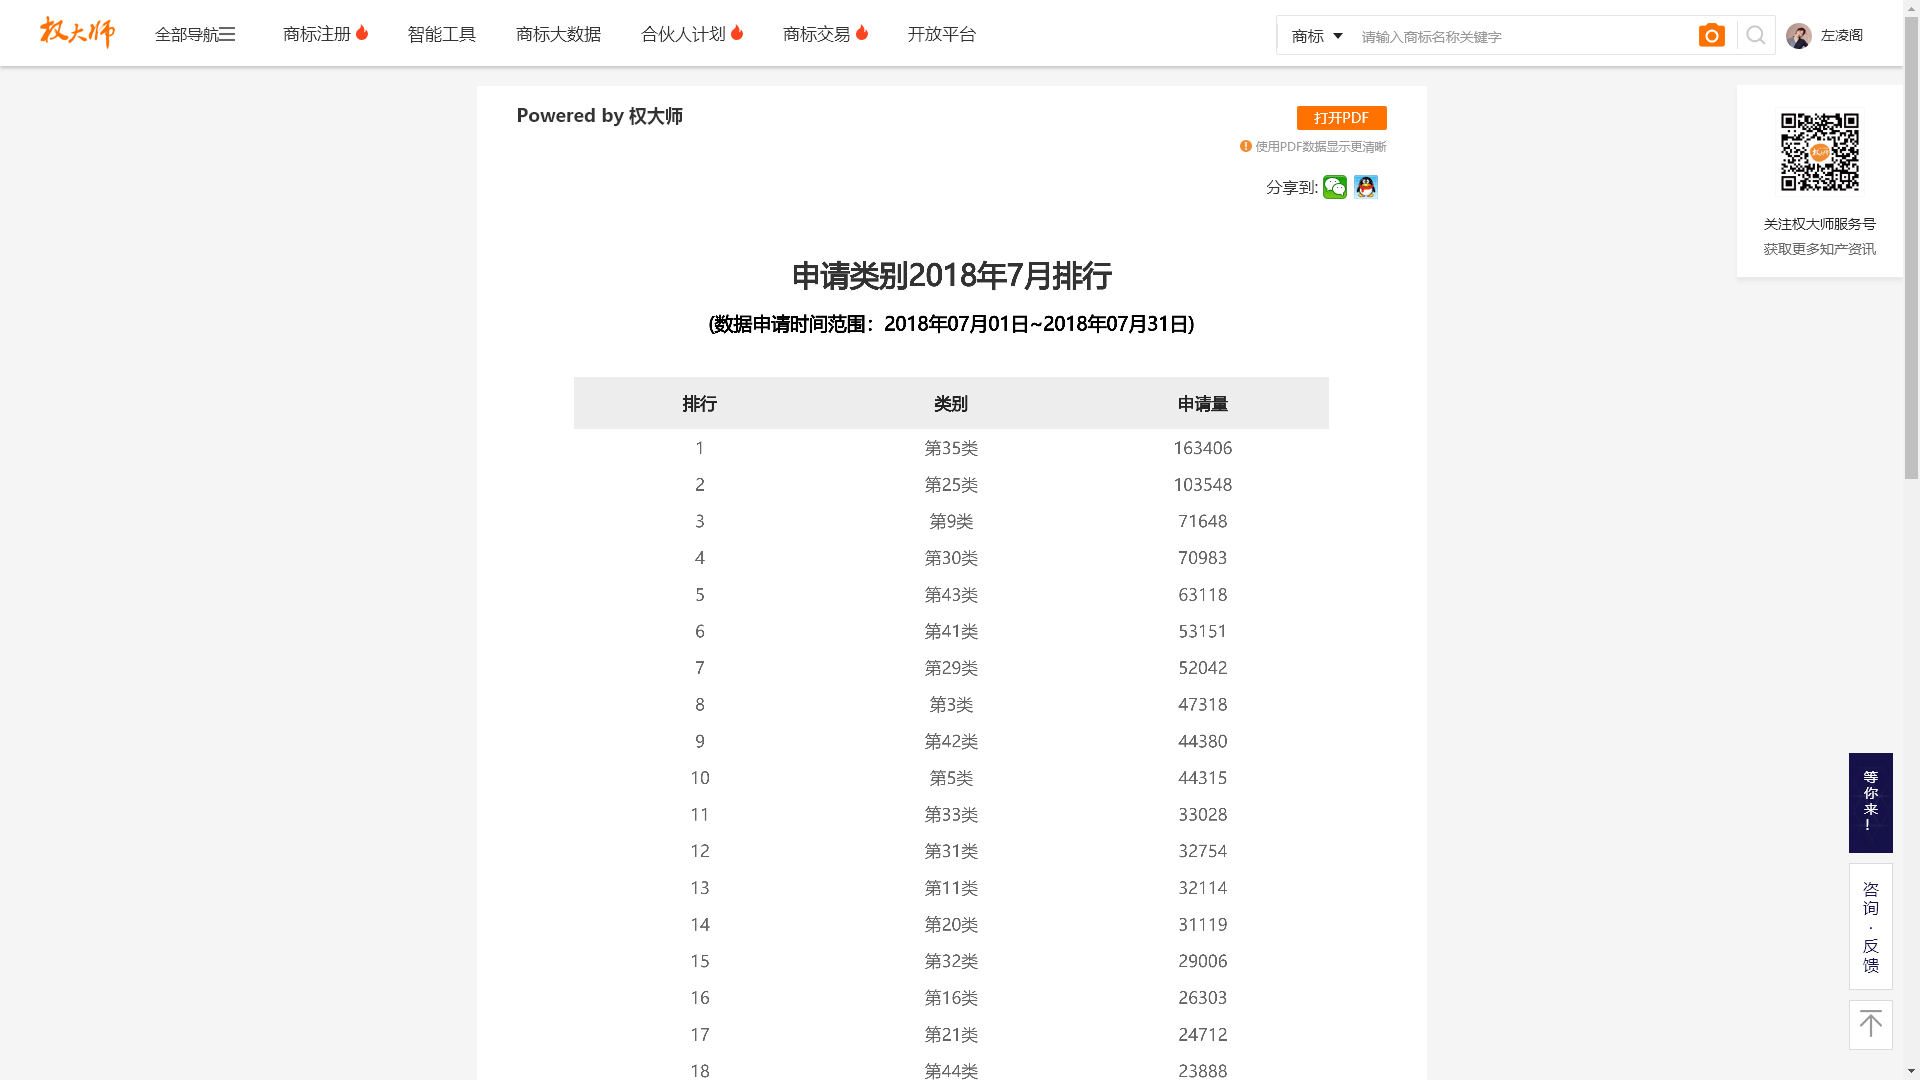 权大师 全部导航 商标注册 智能工具 商标大数据 合伙人计划 商标交易 开放平台 商标 请输入商标名称关键字 左凌阁
Powered by 权大师
打开PDF
使用PDF数据显示更清晰
分享到:
关注权大师服务号
获取更多知产资讯
申请类别2018年7月排行
(数据申请时间范围：2018年07月01日~2018年07月31日)
排行 类别 申请量
1 第35类 163406
2 第25类 103548
3 第9类 71648
4 第30类 70983
5 第43类 63118
6 第41类 53151
7 第29类 52042
8 第3类 47318
9 第42类 44380
10 第5类 44315
11 第33类 33028
12 第31类 32754
13 第11类 32114
14 第20类 31119
15 第32类 29006
16 第16类 26303
17 第21类 24712
18 第44类 23888
等你来!
咨询·反馈